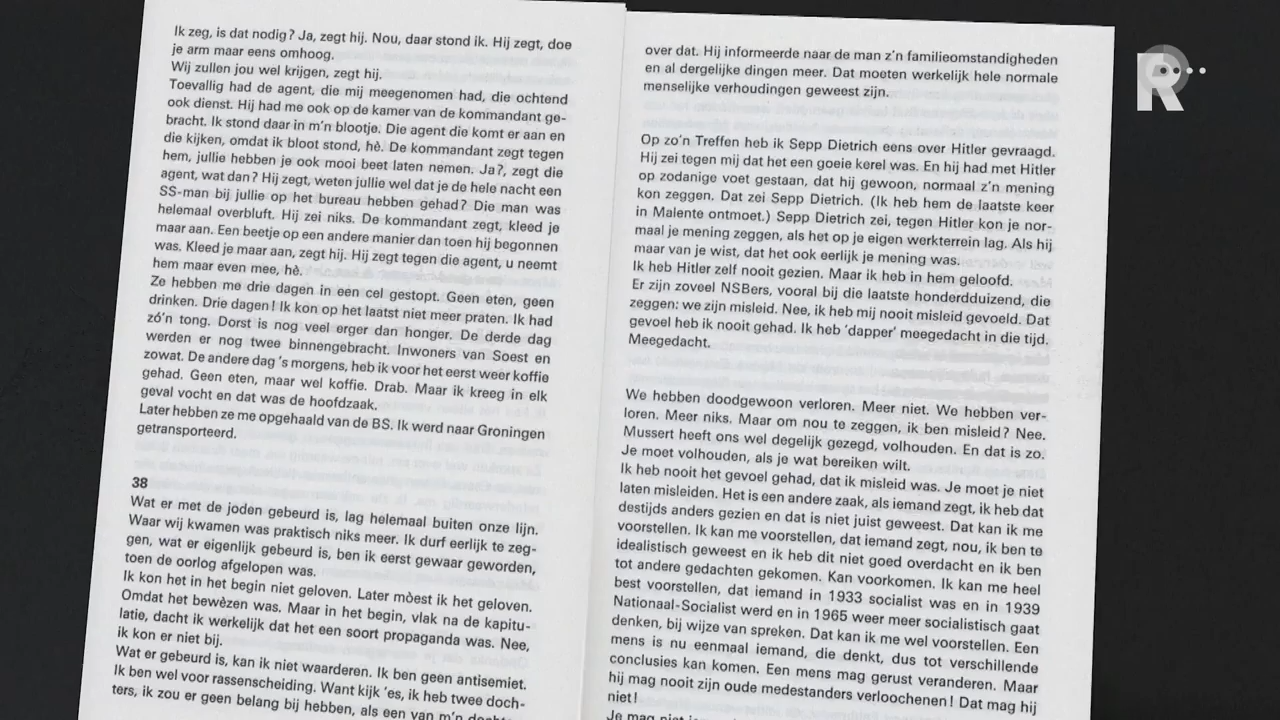 Ik zeg, is dat nodig? Ja, zegt hij. Nou, daar stond ik. Hij zegt, doe
je arm maar eens omhoog.
Wij zullen jou wel krijgen, zegt hij.
Toevallig had de agent, die mij meegenomen had, die ochtend
ook dienst. Hij had me ook op de kamer van de kommandant ge-
bracht. Ik stond daar in m'n blootje. Die agent die komt er aan en
die kijken, omdat ik bloot stond, hè. De kommandant zegt tegen
hem, jullie hebben je ook mooi beet laten nemen. Ja?, zegt die
agent, wat dan? Hij zegt, weten jullie wel dat je de hele nacht een
SS-man bij jullie op het bureau hebben gehad? Die man was
helemaal overbluft. Hij zei niks. De kommandant zegt, kleed je
maar aan. Een beetje op een andere manier dan toen hij begonnen
was. Kleed je maar aan, zegt hij. Hij zegt tegen die agent, u neemt
hem maar even mee, hè.
Ze hebben me drie dagen in een cel gestopt. Geen eten, geen
drinken. Drie dagen! Ik kon op het laatst niet meer praten. Ik had
zó'n tong. Dorst is nog veel erger dan honger. De derde dag
werden er nog twee binnengebracht. Inwoners van Soest en
zowat. De andere dag 's morgens, heb ik voor het eerst weer koffie
gehad. Geen eten, maar wel koffie. Drab. Maar ik kreeg in elk
geval vocht en dat was de hoofdzaak.
Later hebben ze me opgehaald van de BS. Ik werd naar Groningen
getransporteerd.
38
Wat er met de joden gebeurd is, lag helemaal buiten onze lijn.
Waar wij kwamen was praktisch niks meer. Ik durf eerlijk te zeg-
gen, wat er eigenlijk gebeurd is, ben ik eerst gewaar geworden,
toen de oorlog afgelopen was.
Ik kon het in het begin niet geloven. Later mòest ik het geloven.
Omdat het bewèzen was. Maar in het begin, vlak na de kapitu-
latie, dacht ik werkelijk dat het een soort propaganda was. Nee,
ik kon er niet bij.
Wat er gebeurd is, kan ik niet waarderen. Ik ben geen antisemiet.
Ik ben wel voor rassenscheiding. Want kijk 'es, ik heb twee doch-
ters, ik zou er geen belang bij hebben, als een van m'n
over dat. Hij informeerde naar de man z'n familieomstandigheden
en al dergelijke dingen meer. Dat moeten werkelijk hele normale
menselijke verhoudingen geweest zijn.
Op zo'n Treffen heb ik Sepp Dietrich eens over Hitler gevraagd.
Hij zei tegen mij dat het een goeie kerel was. En hij had met Hitler
op zodanige voet gestaan, dat hij gewoon, normaal z'n mening
kon zeggen. Dat zei Sepp Dietrich. (Ik heb hem de laatste keer
in Malente ontmoet.) Sepp Dietrich zei, tegen Hitler kon je nor-
maal je mening zeggen, als het op je eigen werkterrein lag. Als hij
maar van je wist, dat het ook eerlijk je mening was.
Ik heb Hitler zelf nooit gezien. Maar ik heb in hem geloofd.
Er zijn zoveel NSBers, vooral bij die laatste honderdduizend, die
zeggen: we zijn misleid. Nee, ik heb mij nooit misleid gevoeld. Dat
gevoel heb ik nooit gehad. Ik heb 'dapper' meegedacht in die tijd.
Meegedacht.
We hebben doodgewoon verloren. Meer niet. We hebben ver-
loren. Meer niks. Maar om nou te zeggen, ik ben misleid? Nee.
Mussert heeft ons wel degelijk gezegd, volhouden. En dat is zo.
Je moet volhouden, als je wat bereiken wilt.
Ik heb nooit het gevoel gehad, dat ik misleid was. Je moet je niet
laten misleiden. Het is een andere zaak, als iemand zegt, ik heb dat
destijds anders gezien en dat is niet juist geweest. Dat kan ik me
voorstellen. Ik kan me voorstellen, dat iemand zegt, nou, ik ben te
idealistisch geweest en ik heb dit niet goed overdacht en ik ben
tot andere gedachten gekomen. Kan voorkomen. Ik kan me heel
best voorstellen, dat iemand in 1933 socialist was en in 1939
Nationaal-Socialist werd en in 1965 weer meer socialistisch gaat
denken, bij wijze van spreken. Dat kan ik me wel voorstellen. Een
mens is nu eenmaal iemand, die denkt, dus tot verschillende
conclusies kan komen. Een mens mag gerust veranderen. Maar
hij mag nooit zijn oude medestanders verloochenen! Dat mag hij
niet!
Je mag niet
R